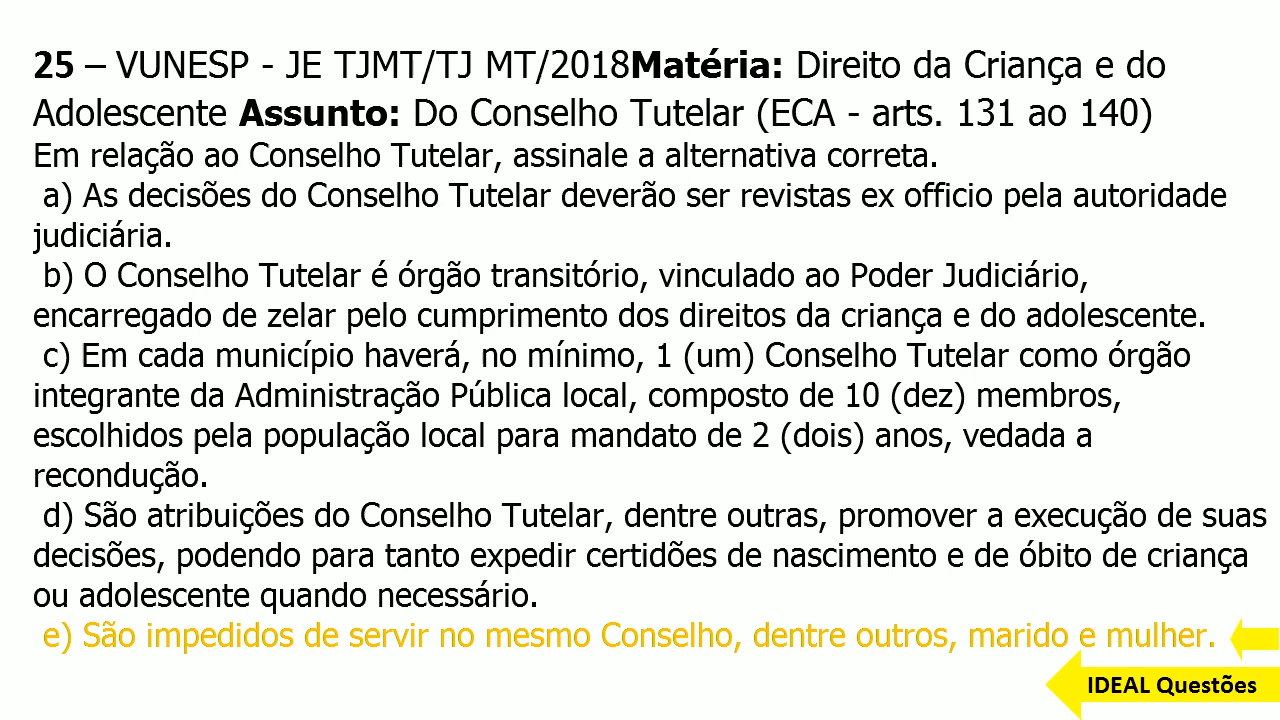 25 – VUNESP - JE TJMT/TJ MT/2018Matéria: Direito da Criança e do
Adolescente Assunto: Do Conselho Tutelar (ECA - arts. 131 ao 140)
Em relação ao Conselho Tutelar, assinale a alternativa correta.
a) As decisões do Conselho Tutelar deverão ser revistas ex officio pela autoridade
judiciária.
b) O Conselho Tutelar é órgão transitório, vinculado ao Poder Judiciário,
encarregado de zelar pelo cumprimento dos direitos da criança e do adolescente.
c) Em cada município haverá, no mínimo, 1 (um) Conselho Tutelar como órgão
integrante da Administração Pública local, composto de 10 (dez) membros,
escolhidos pela população local para mandato de 2 (dois) anos, vedada a
recondução.
d) São atribuições do Conselho Tutelar, dentre outras, promover a execução de suas
decisões, podendo para tanto expedir certidões de nascimento e de óbito de criança
ou adolescente quando necessário.
e) São impedidos de servir no mesmo Conselho, dentre outros, marido e mulher.
IDEAL Questões